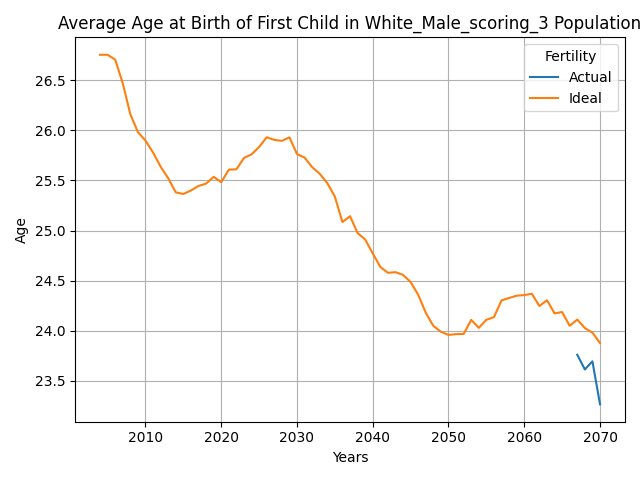 Average Age at Birth of First Child in White_Male_scoring_3 Population
Fertility
Actual
Ideal
Age
26.5
26.0
25.5
25.0
24.5
24.0
23.5
2010 2020 2030 2040 2050 2060 2070
Years